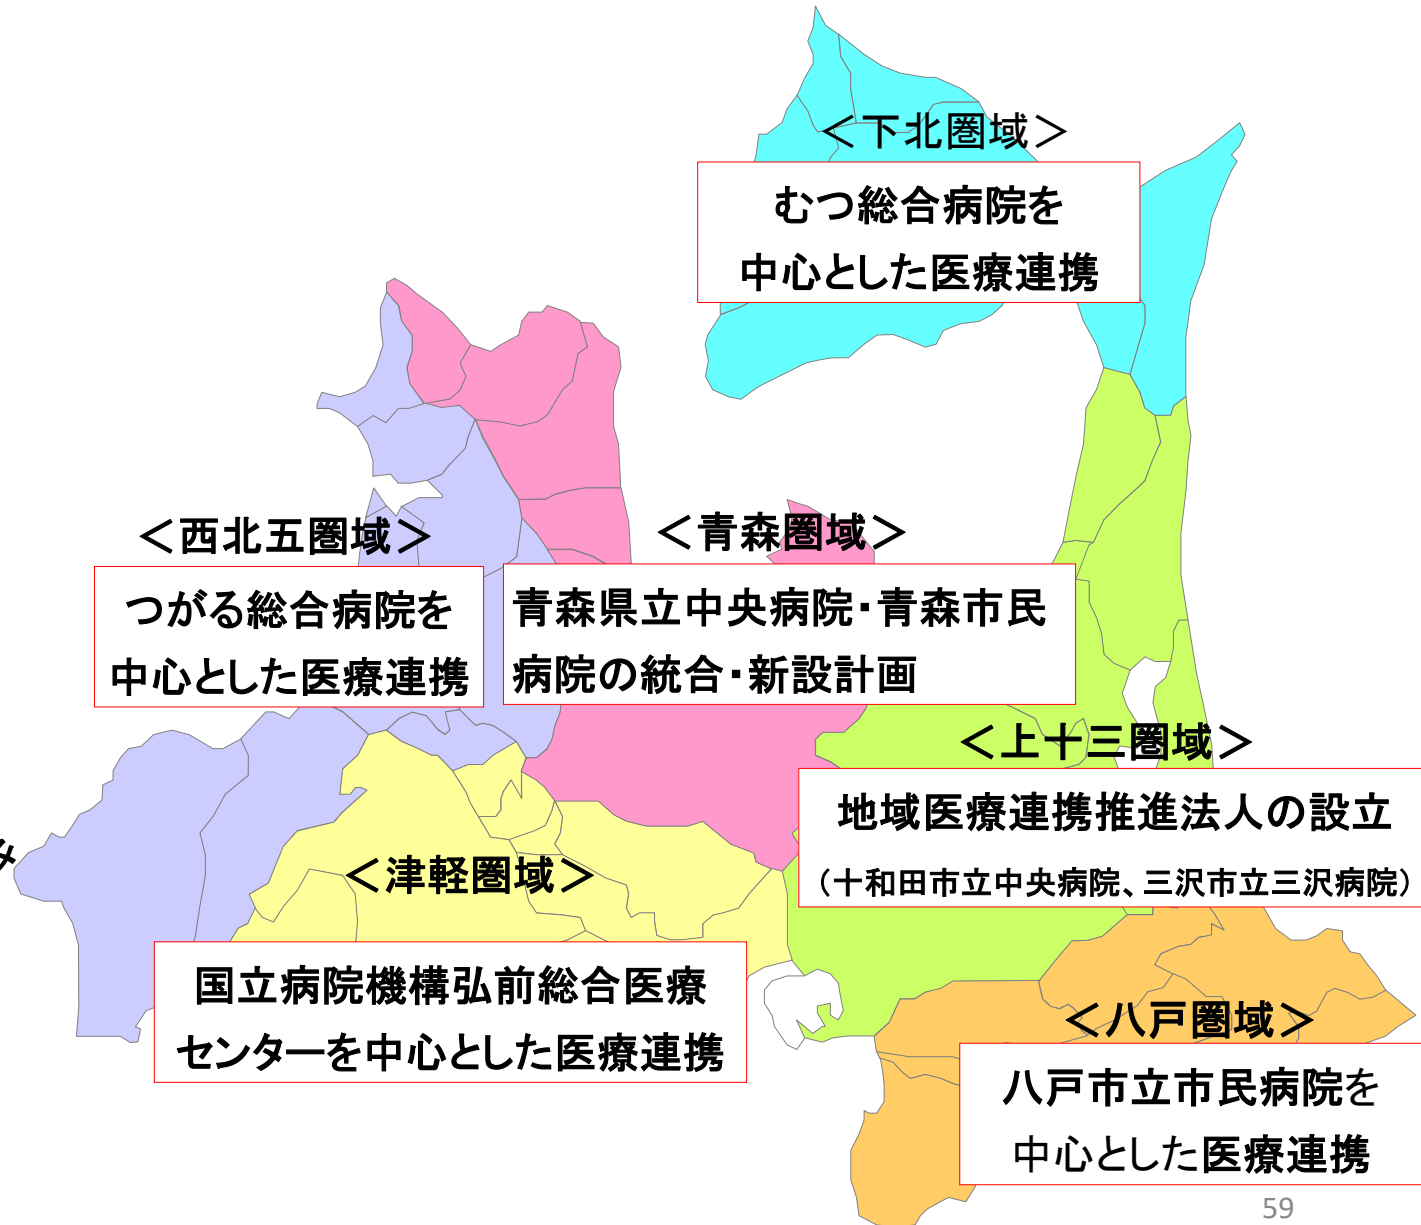 ＜下北圏域＞
むつ総合病院を
中心とした医療連携
＜西北五圏域＞
つがる総合病院を
中心とした医療連携
＜青森圏域＞
青森県立中央病院・青森市民
病院の統合・新設計画
＜上十三圏域＞
地域医療連携推進法人の設立
（十和田市立中央病院、三沢市立三沢病院）
＜津軽圏域＞
国立病院機構弘前総合医療
センターを中心とした医療連携
＜八戸圏域＞
八戸市立市民病院を
中心とした医療連携
59